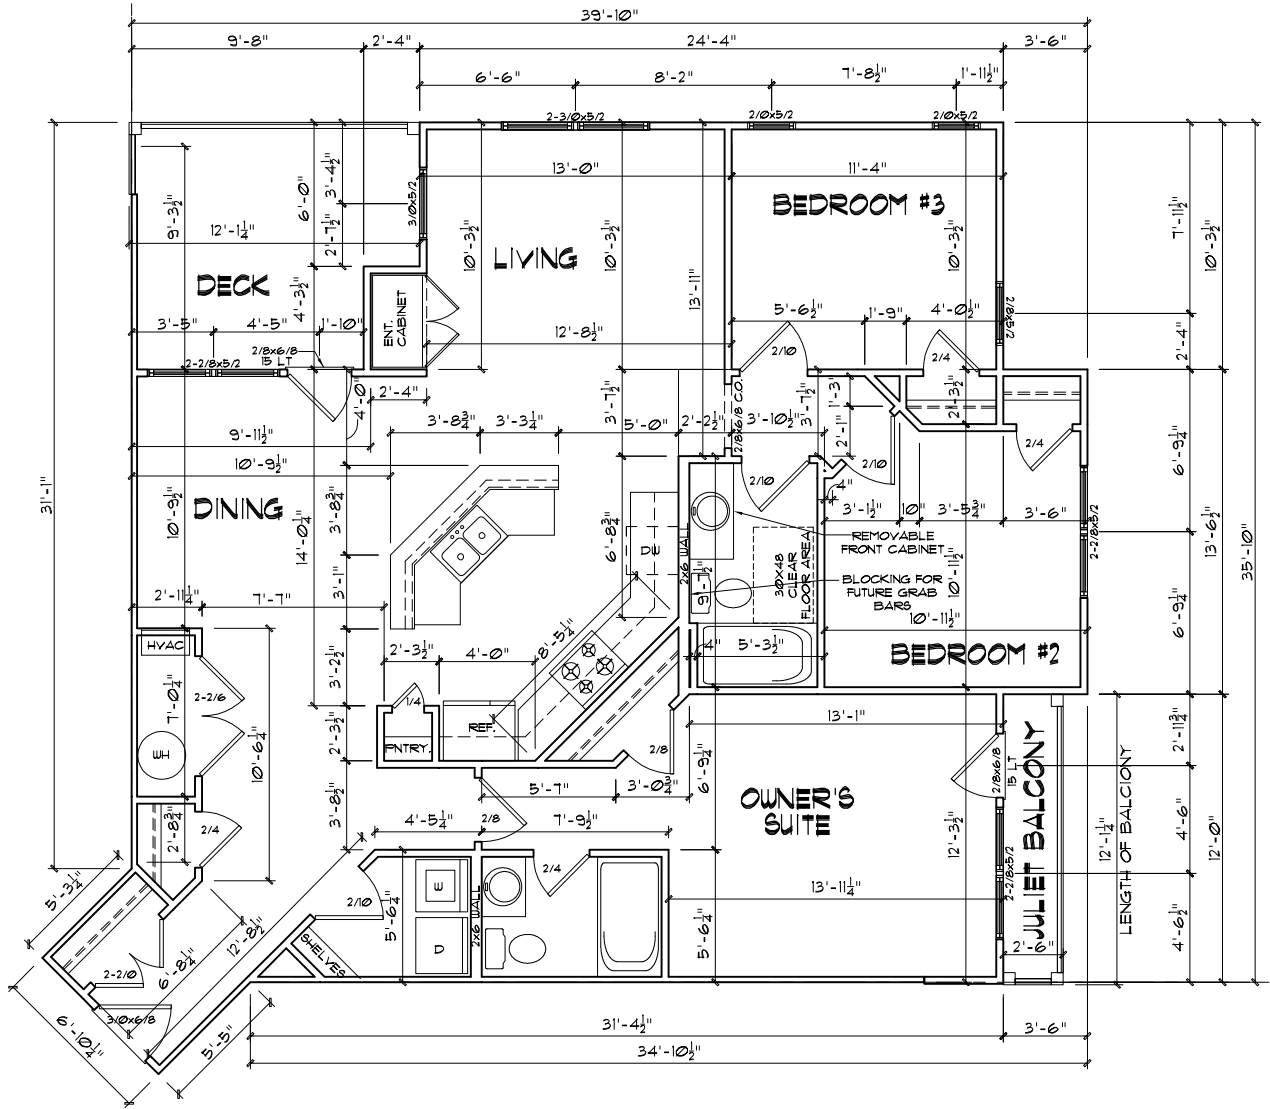 39'-10"
9'-8" 2'-4" 24'-4" 3'-6"
6'-6" 8'-2" 7'-8½" 1'-11½"
2-3/0x5/2 2/0x5/2 2/0x5/2
13'-0" 11'-4"
3'-4½"
6'-0"
3/0x5/2
BEDROOM #3
9'-3½"
12'-1¼"
2'-7½"
10'-3½" 10'-3½" 10'-3½"
7'-11½"
10'-3½"
LIVING
DECK
4'-3½"
13'-11"
ENT.
CABINET
5'-6½" 1'-9" 4'-0½"
2/0x5/2
3'-5" 4'-5" 1'-10"
12'-8½"
2/8x6/8
15 LT
2-2/8x5/2
2/10 2/4
2'-4"
4'-0"
2'-4"
3'-7½"
2/8x6/8 C.O.
3'-7½"
1'-3"
2'-3½"
3'-8¾" 3'-3¼" 5'-0" 2'-2½" 3'-10½"
2'-1"
9'-11½"
2/4
6'-9¼"
10'-9½"
2/10
2/10
31'-1"
4"
DINING
10'-9½"
3'-8¾"
3'-1½" 10" 3'-5¾" 3'-6"
2-2/8x5/2
13'-6½"
35'-10"
14'-0¼"
6'-8¾"
DW
2x6 WALL
REMOVABLE
FRONT CABINET
30X48
CLEAR
FLOOR AREA
9'-7½"
BLOCKING FOR
FUTURE GRAB
BARS
10'-11½"
3'-1"
2'-11¼" 7'-7"
10'-11½"
6'-9¼"
8'-5¼"
HVAC
2'-3½" 4'-0"
4" 5'-3½"
BEDROOM #2
3'-2½"
2-2/6
7'-0¼"
1/4
REF.
PNTRY.
13'-1"
2'-11¾"
2'-3½"
WH
10'-6¼"
2/8
6'-9¼"
JULIET BALCONY
2/8x6/8
15 LT
5'-7" 3'-0¾"
OWNER'S
SUITE
3'-8½"
2'-8¾"
2/4
4'-5¼" 2/8 7'-9½"
12'-3½"
12'-1¼"
LENGTH OF BALCIONY
4'-6"
12'-0"
2/4
2-2/8x5/2
13'-11¼"
5'-3¼"
2/10
W
D
2x6 WALL
5'-6¼"
5'-6¼"
12'-8½"
SHELVES
2'-6"
4'-6½"
6'-8¼"
2-2/0
3/0x6/8
6'-10¼"
5'-5"
31'-4½" 3'-6"
34'-10½"